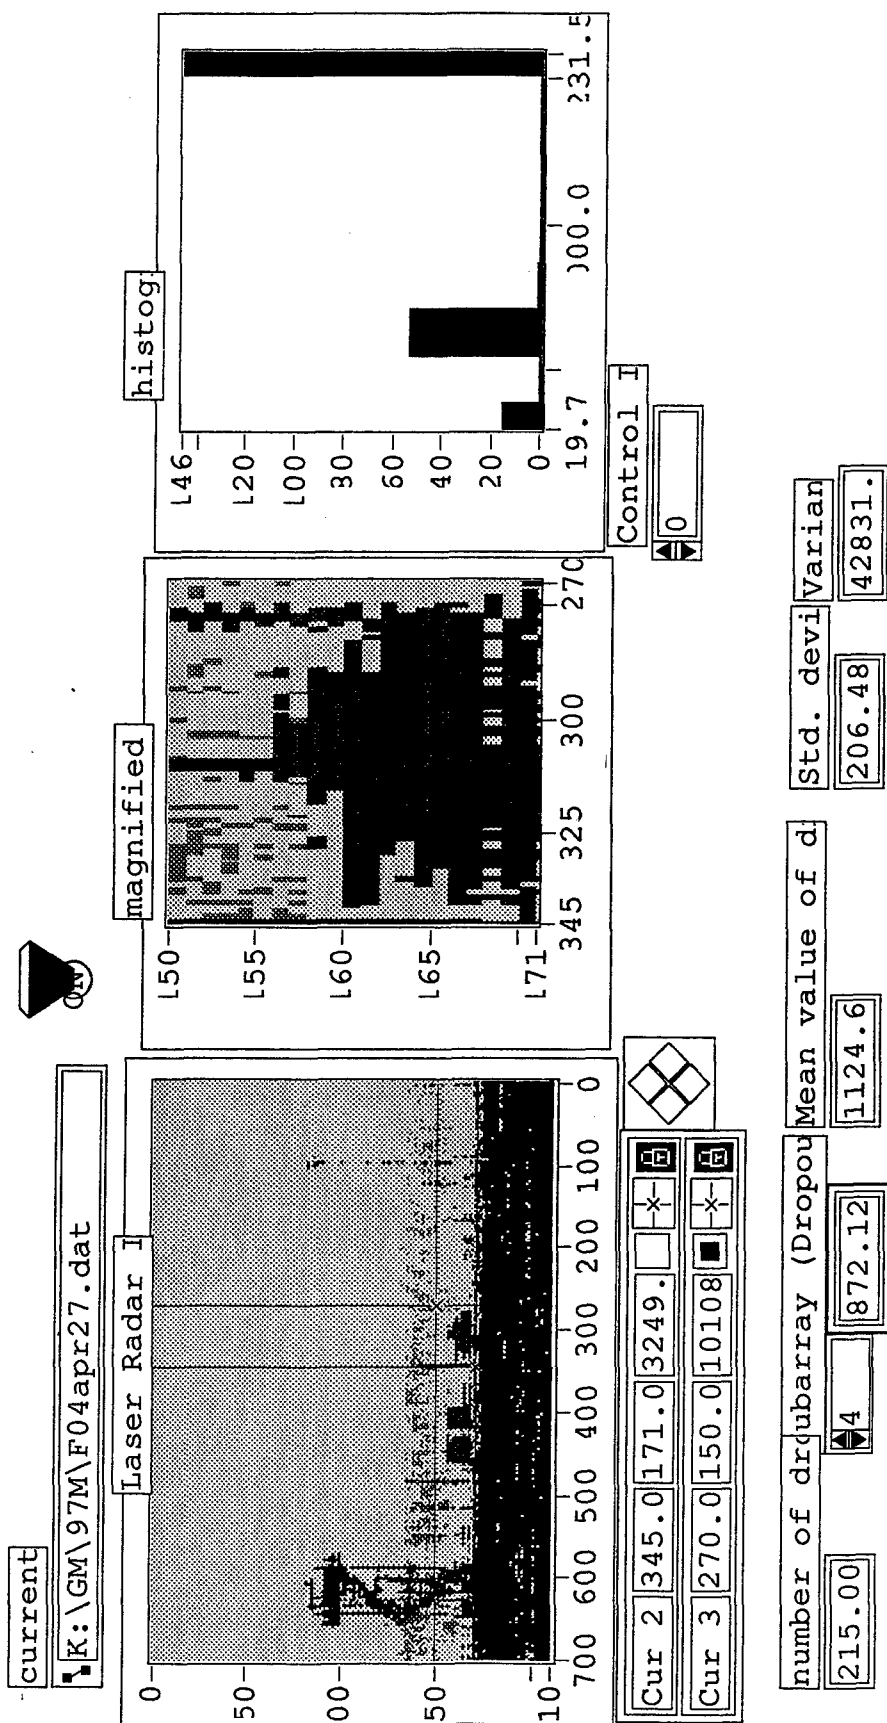 current
K:\GM\97M\F04apr27.dat
ON
Laser Radar I
0
50
00
50
10
700 600 500 400 300 200 100 0
magnified
L50
L55
L60
L65
L71
345 325 300 270
histog
L46
L20
L00
30
60
40
20
0
19.7 000.0 231.5
Control I
0
Cur 2 345.0 171.0 3249.
Cur 3 270.0 150.0 10108
number of dro
215.00
ubarray (Dropou
4
872.12
Mean value of d
1124.6
Std. devi
206.48
Varian
42831.